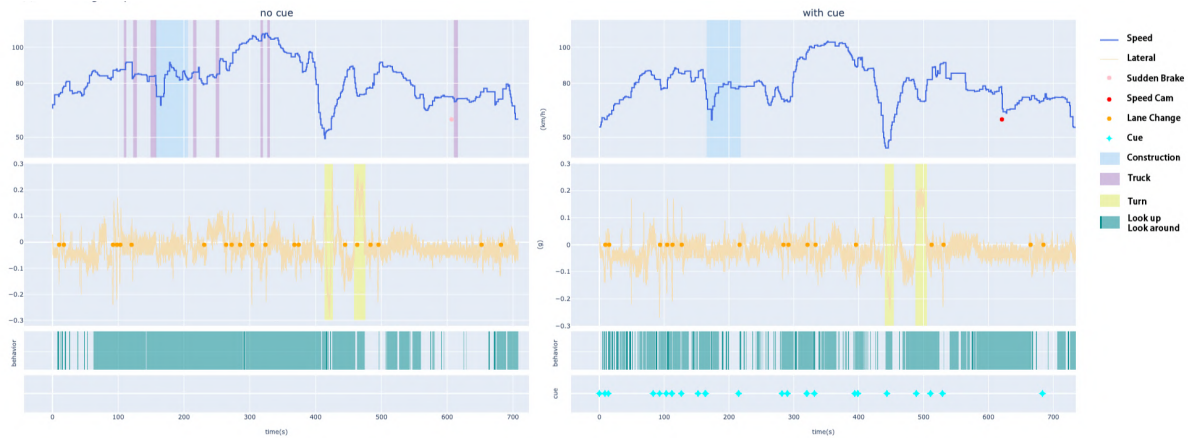 no cue
with cue
100
80
50
100
80
50
(km/h)
0.3
0.2
0.1
0
−0.1
−0.2
−0.3
0.3
0.2
0.1
0
−0.1
−0.2
−0.3
(g)
behavior
behavior
cue
0 100 200 300 400 500 600 700
0 100 200 300 400 500 600 700
time(s)
time(s)
Speed
Lateral
Sudden Brake
Speed Cam
Lane Change
Cue
Construction
Truck
Turn
Look up
Look around